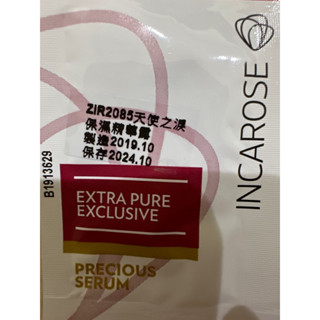 ZIR2085天使之淚
保濕精華露
製造2019.10
保存2024.10
B1913629
INCAROSE
EXTRA PURE
EXCLUSIVE
PRECIOUS
SERUM